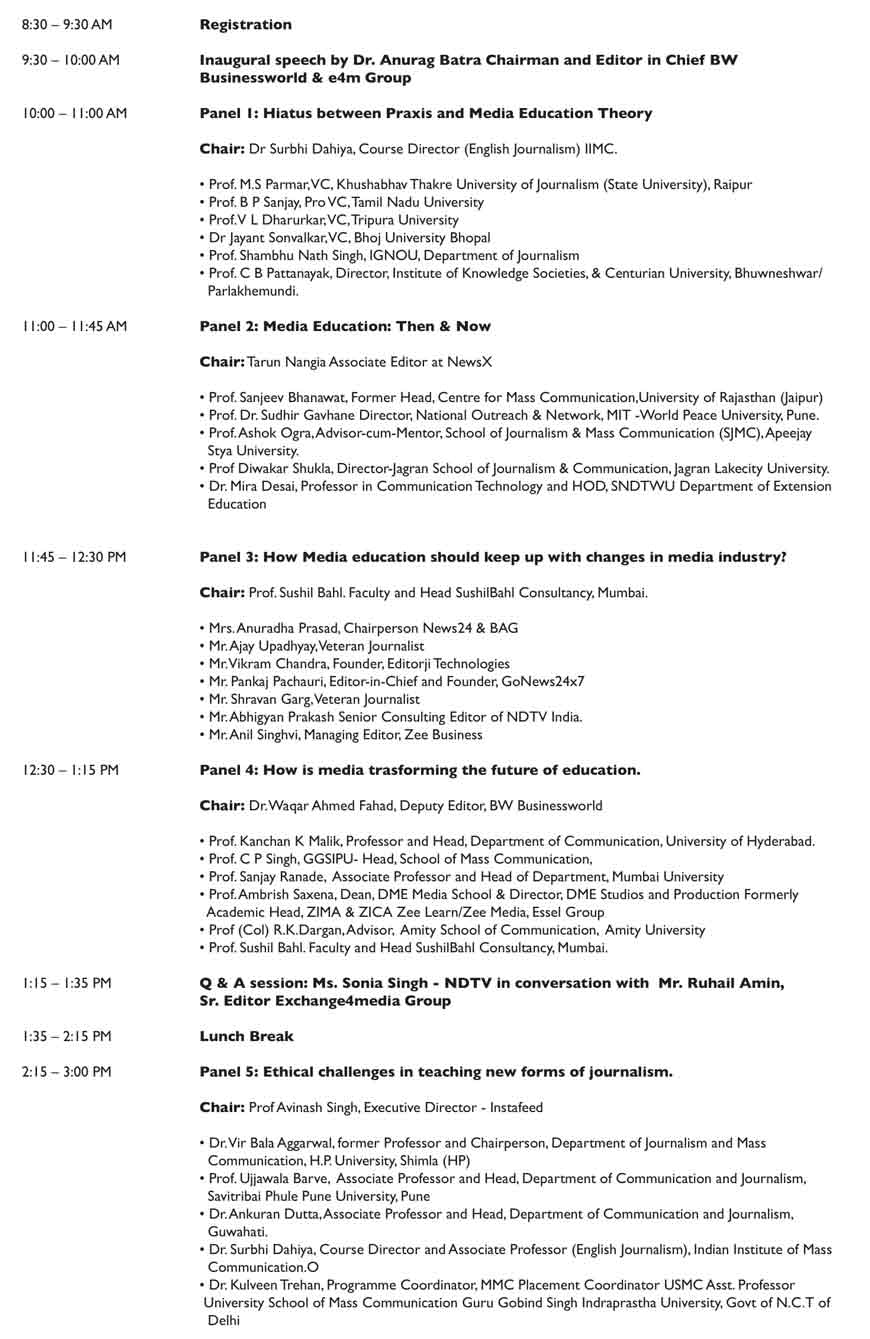 8:30 – 9:30 AM Registration
9:30 – 10:00 AM Inaugural speech by Dr. Anurag Batra Chairman and Editor in Chief BW
Businessworld & e4m Group
10:00 – 11:00 AM Panel 1: Hiatus between Praxis and Media Education Theory
Chair: Dr Surbhi Dahiya, Course Director (English Journalism) IIMC.
• Prof. M.S Parmar,VC, Khushabhav Thakre University of Journalism (State University), Raipur
• Prof. B P Sanjay, Pro VC,Tamil Nadu University
• Prof.V L Dharurkar,VC,Tripura University
• Dr Jayant Sonvalkar,VC, Bhoj University Bhopal
• Prof. Shambhu Nath Singh, IGNOU, Department of Journalism
• Prof. C B Pattanayak, Director, Institute of Knowledge Societies, & Centurian University, Bhuwneshwar/
Parlakhemundi.
11:00 – 11:45 AM Panel 2: Media Education: Then & Now
Chair: Tarun Nangia Associate Editor at NewsX
• Prof. Sanjeev Bhanawat, Former Head, Centre for Mass Communication,University of Rajasthan (Jaipur)
• Prof. Dr. Sudhir Gavhane Director, National Outreach & Network, MIT -World Peace University, Pune.
• Prof. Ashok Ogra, Advisor-cum-Mentor, School of Journalism & Mass Communication (SJMC), Apeejay
Stya University.
• Prof Diwakar Shukla, Director-Jagran School of Journalism & Communication, Jagran Lakecity University.
• Dr. Mira Desai, Professor in Communication Technology and HOD, SNDTWU Department of Extension
Education
11:45 – 12:30 PM Panel 3: How Media education should keep up with changes in media industry?
Chair: Prof. Sushil Bahl. Faculty and Head SushilBahl Consultancy, Mumbai.
• Mrs. Anuradha Prasad, Chairperson News24 & BAG
• Mr. Ajay Upadhyay,Veteran Journalist
• Mr.Vikram Chandra, Founder, Editorji Technologies
• Mr. Pankaj Pachauri, Editor-in-Chief and Founder, GoNews24x7
• Mr. Shravan Garg,Veteran Journalist
• Mr. Abhigyan Prakash Senior Consulting Editor of NDTV India.
• Mr. Anil Singhvi, Managing Editor, Zee Business
12:30 – 1:15 PM Panel 4: How is media trasforming the future of education.
Chair: Dr.Waqar Ahmed Fahad, Deputy Editor, BW Businessworld
• Prof. Kanchan K Malik, Professor and Head, Department of Communication, University of Hyderabad.
• Prof. C P Singh, GGSIPU- Head, School of Mass Communication,
• Prof. Sanjay Ranade, Associate Professor and Head of Department, Mumbai University
• Prof. Ambrish Saxena, Dean, DME Media School & Director, DME Studios and Production Formerly
Academic Head, ZIMA & ZICA Zee Learn/Zee Media, Essel Group
• Prof (Col) R.K.Dargan, Advisor, Amity School of Communication, Amity University
• Prof. Sushil Bahl. Faculty and Head SushilBahl Consultancy, Mumbai.
1:15 – 1:35 PM Q & A session: Ms. Sonia Singh - NDTV in conversation with Mr. Ruhail Amin,
Sr. Editor Exchange4media Group
1:35 – 2:15 PM Lunch Break
2:15 – 3:00 PM Panel 5: Ethical challenges in teaching new forms of journalism.
Chair: Prof Avinash Singh, Executive Director - Instafeed
• Dr.Vir Bala Aggarwal, former Professor and Chairperson, Department of Journalism and Mass
Communication, H.P. University, Shimla (HP)
• Prof. Ujjawala Barve, Associate Professor and Head, Department of Communication and Journalism,
Savitribai Phule Pune University, Pune
• Dr. Ankuran Dutta, Associate Professor and Head, Department of Communication and Journalism,
Guwahati.
• Dr. Surbhi Dahiya, Course Director and Associate Professor (English Journalism), Indian Institute of Mass
Communication.O
• Dr. Kulveen Trehan, Programme Coordinator, MMC Placement Coordinator USMC Asst. Professor
University School of Mass Communication Guru Gobind Singh Indraprastha University, Govt of N.C.T of
Delhi